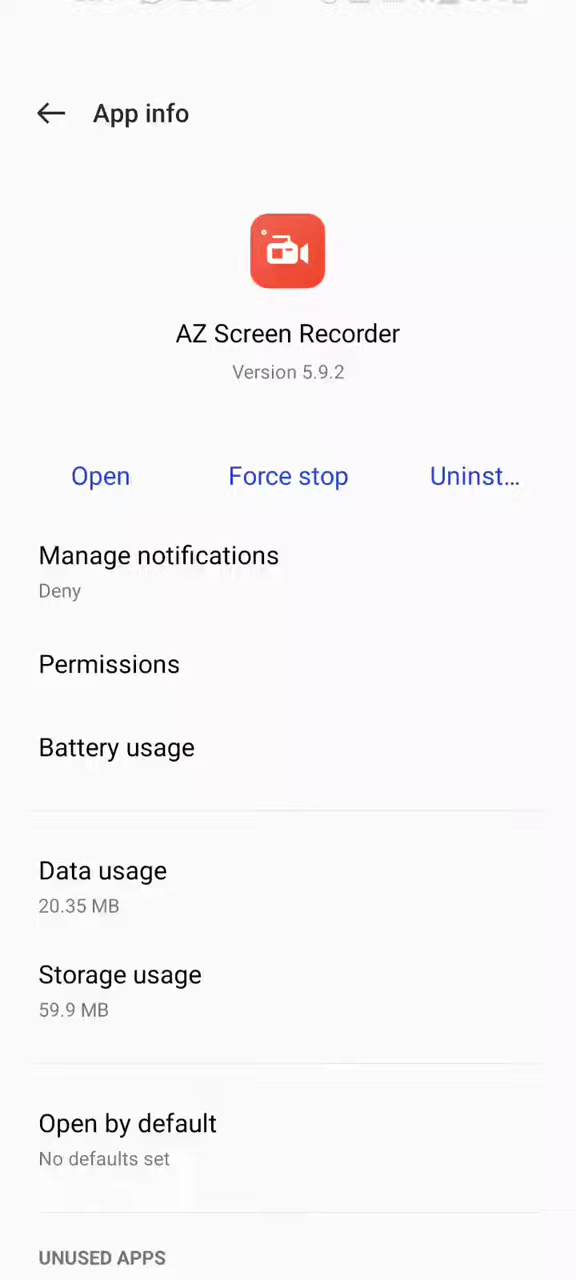 App info
AZ Screen Recorder
Version 5.9.2
Open Force stop Uninst...
Manage notifications
Deny
Permissions
Battery usage
Data usage
20.35 MB
Storage usage
59.9 MB
Open by default
No defaults set
UNUSED APPS